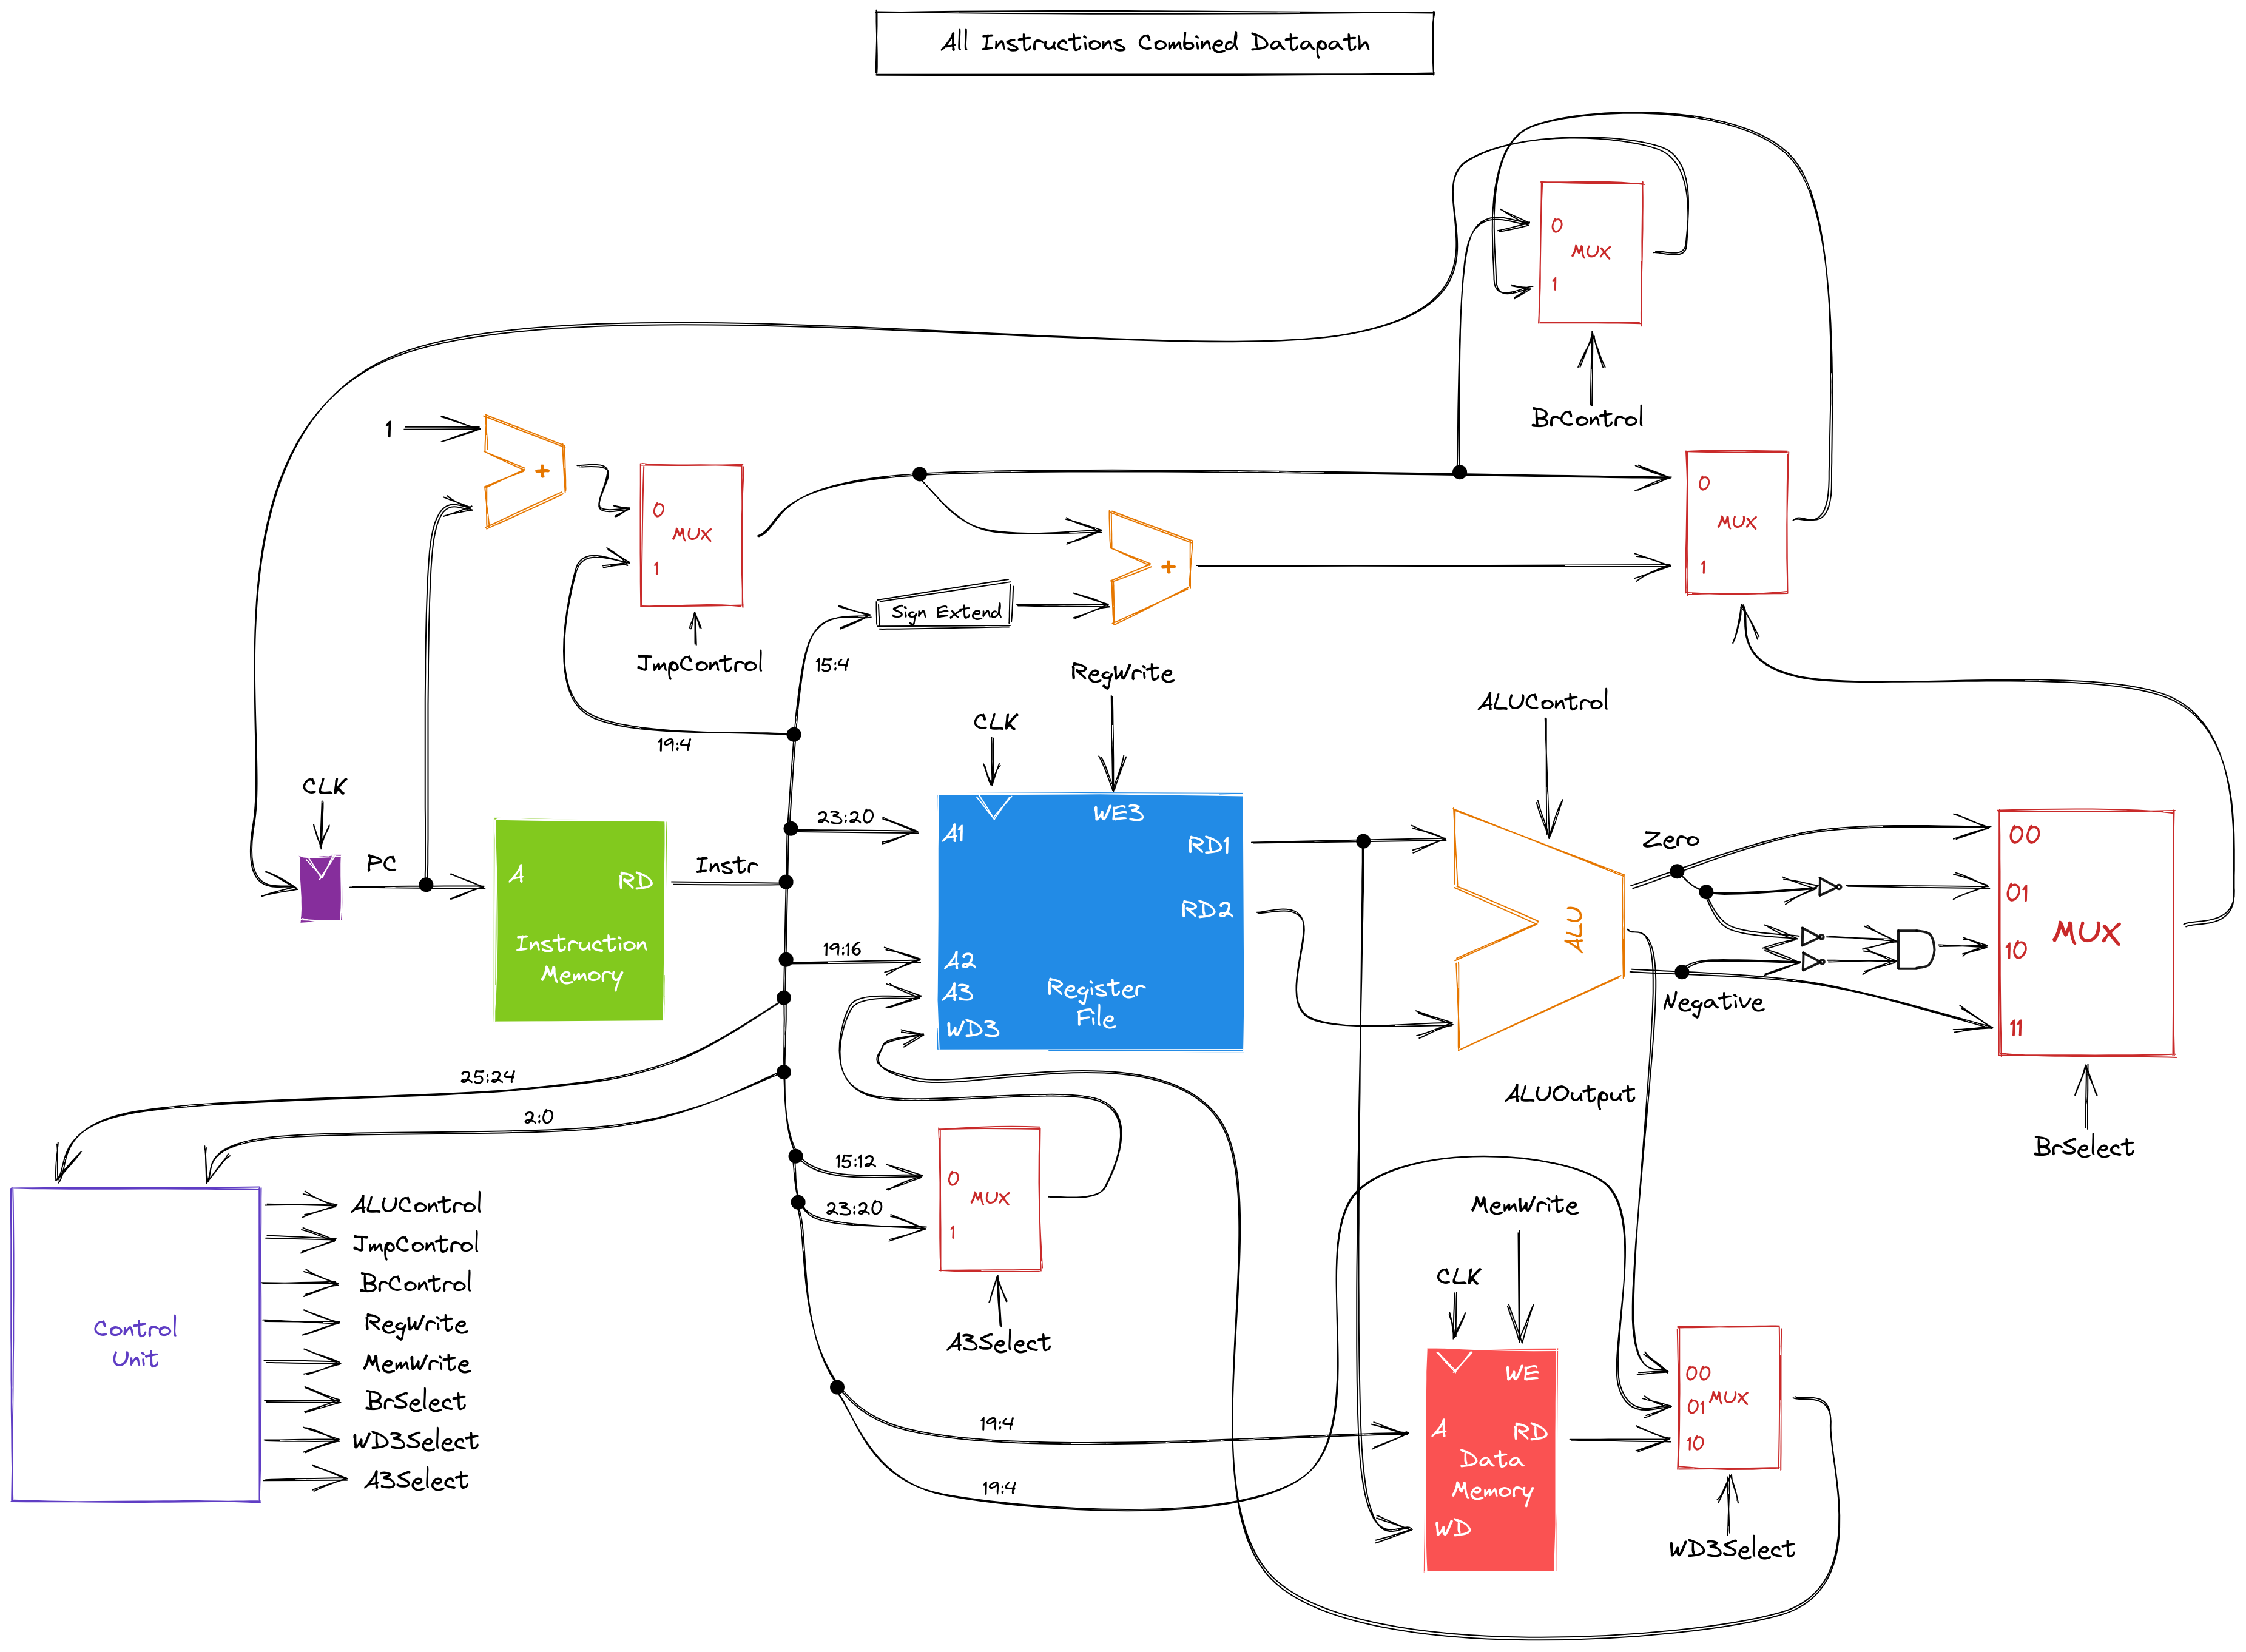 All Instructions Combined Datapath
0
MUX
1
BrControl
1
+
0
MUX
1
JmpControl
+
Sign Extend
15:4
0
MUX
1
RegWrite
ALUControl
CLK
19:4
CLK
PC
A
RD
Instruction
Memory
Instr
23:20
19:16
A1
WE3
RD1
RD2
A2
A3
WD3
Register
File
ALU
Zero
Negative
ALUOutput
00
01
MUX
10
11
BrSelect
25:24
2:0
15:12
23:20
0
MUX
1
A3Select
Control
Unit
ALUControl
JmpControl
BrControl
RegWrite
MemWrite
BrSelect
WD3Select
A3Select
19:4
19:4
MemWrite
CLK
WE
A
RD
Data
Memory
WD
00
01
MUX
10
WD3Select